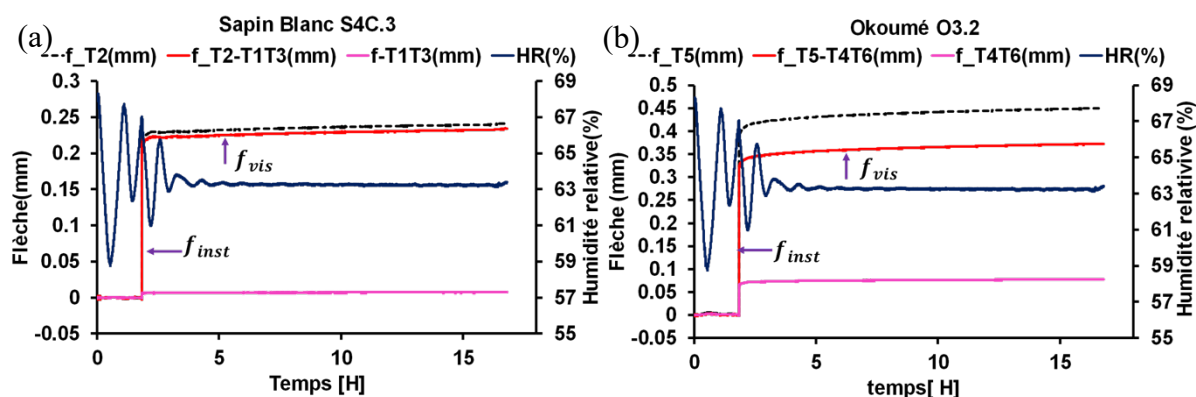 (a)
Sapin Blanc S4C.3
f_T2(mm) f_T2-T1T3(mm) f-T1T3(mm) HR(%)
0.3
0.25
0.2
0.15
0.1
0.05
0
-0.05
Flèche(mm)
69
67
65
63
61
59
57
55
Humidité relative(%)
f_vis
f_inst
0 5 10 15
Temps [H]
(b)
Okoumé O3.2
f_T5(mm) f_T5-T4T6(mm) f_T4T6(mm) HR(%)
0.5
0.45
0.4
0.35
0.3
0.25
0.2
0.15
0.1
0.05
0
-0.05
Flèche (mm)
69
67
65
63
61
59
57
55
Humidité relative(%)
f_vis
f_inst
0 5 10 15
temps[ H]